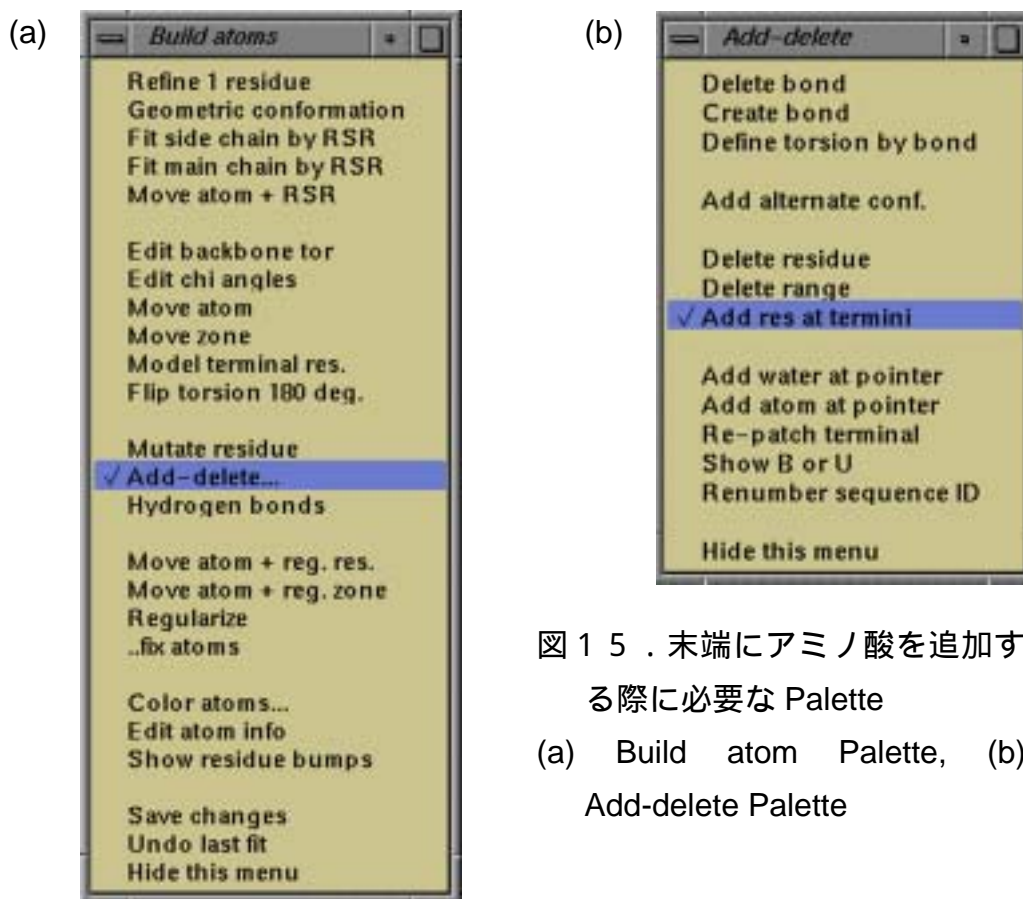 (a)
Build atoms
Refine 1 residue
Geometric conformation
Fit side chain by RSR
Fit main chain by RSR
Move atom + RSR
Edit backbone tor
Edit chi angles
Move atom
Move zone
Model terminal res.
Flip torsion 180 deg.
Mutate residue
√ Add-delete...
Hydrogen bonds
Move atom + reg. res.
Move atom + reg. zone
Regularize
..fix atoms
Color atoms...
Edit atom info
Show residue bumps
Save changes
Undo last fit
Hide this menu
(b)
Add-delete
Delete bond
Create bond
Define torsion by bond
Add alternate conf.
Delete residue
Delete range
√ Add res at termini
Add water at pointer
Add atom at pointer
Re-patch terminal
Show B or U
Renumber sequence ID
Hide this menu
図１５．末端にアミノ酸を追加す
る際に必要な Palette
(a) Build atom Palette, (b)
Add-delete Palette